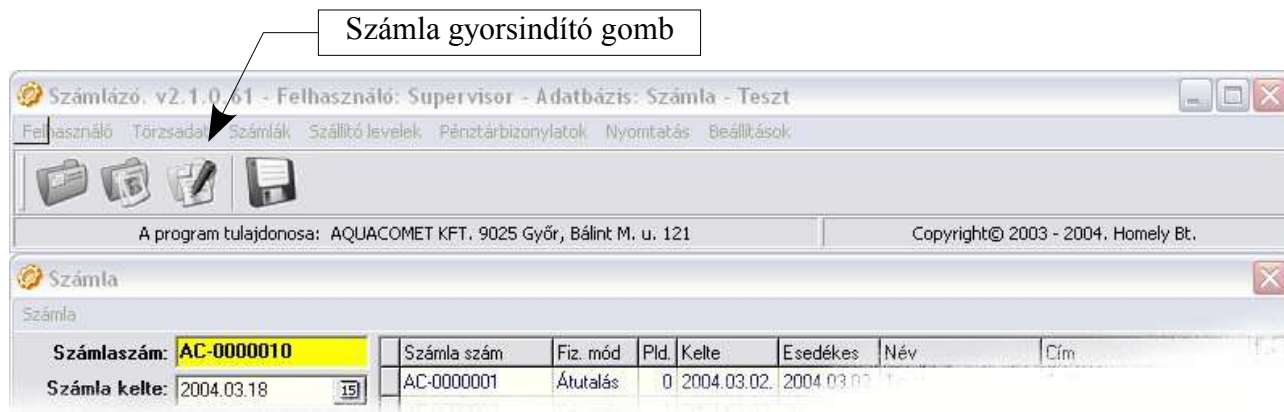 Számla gyorsindító gomb
Számlázó. v2.1.0.61 - Felhasználó: Supervisor - Adatbázis: Számla - Teszt
Felhasználó Törzsadat Számlák Szállító levelek Pénztárbizonylatok Nyomtatás Beállítások
A program tulajdonosa: AQUACOMET KFT. 9025 Győr, Bálint M. u. 121 Copyright© 2003 - 2004. Homely Bt.
Számla
Számla
Számlaszám: AC-0000010 Számla szám Fiz. mód Pld. Kelte Esedékes Név Cím
Számla kelte: 2004.03.18 15 AC-0000001 Átutalás 0 2004.03.02. 2004.03.03